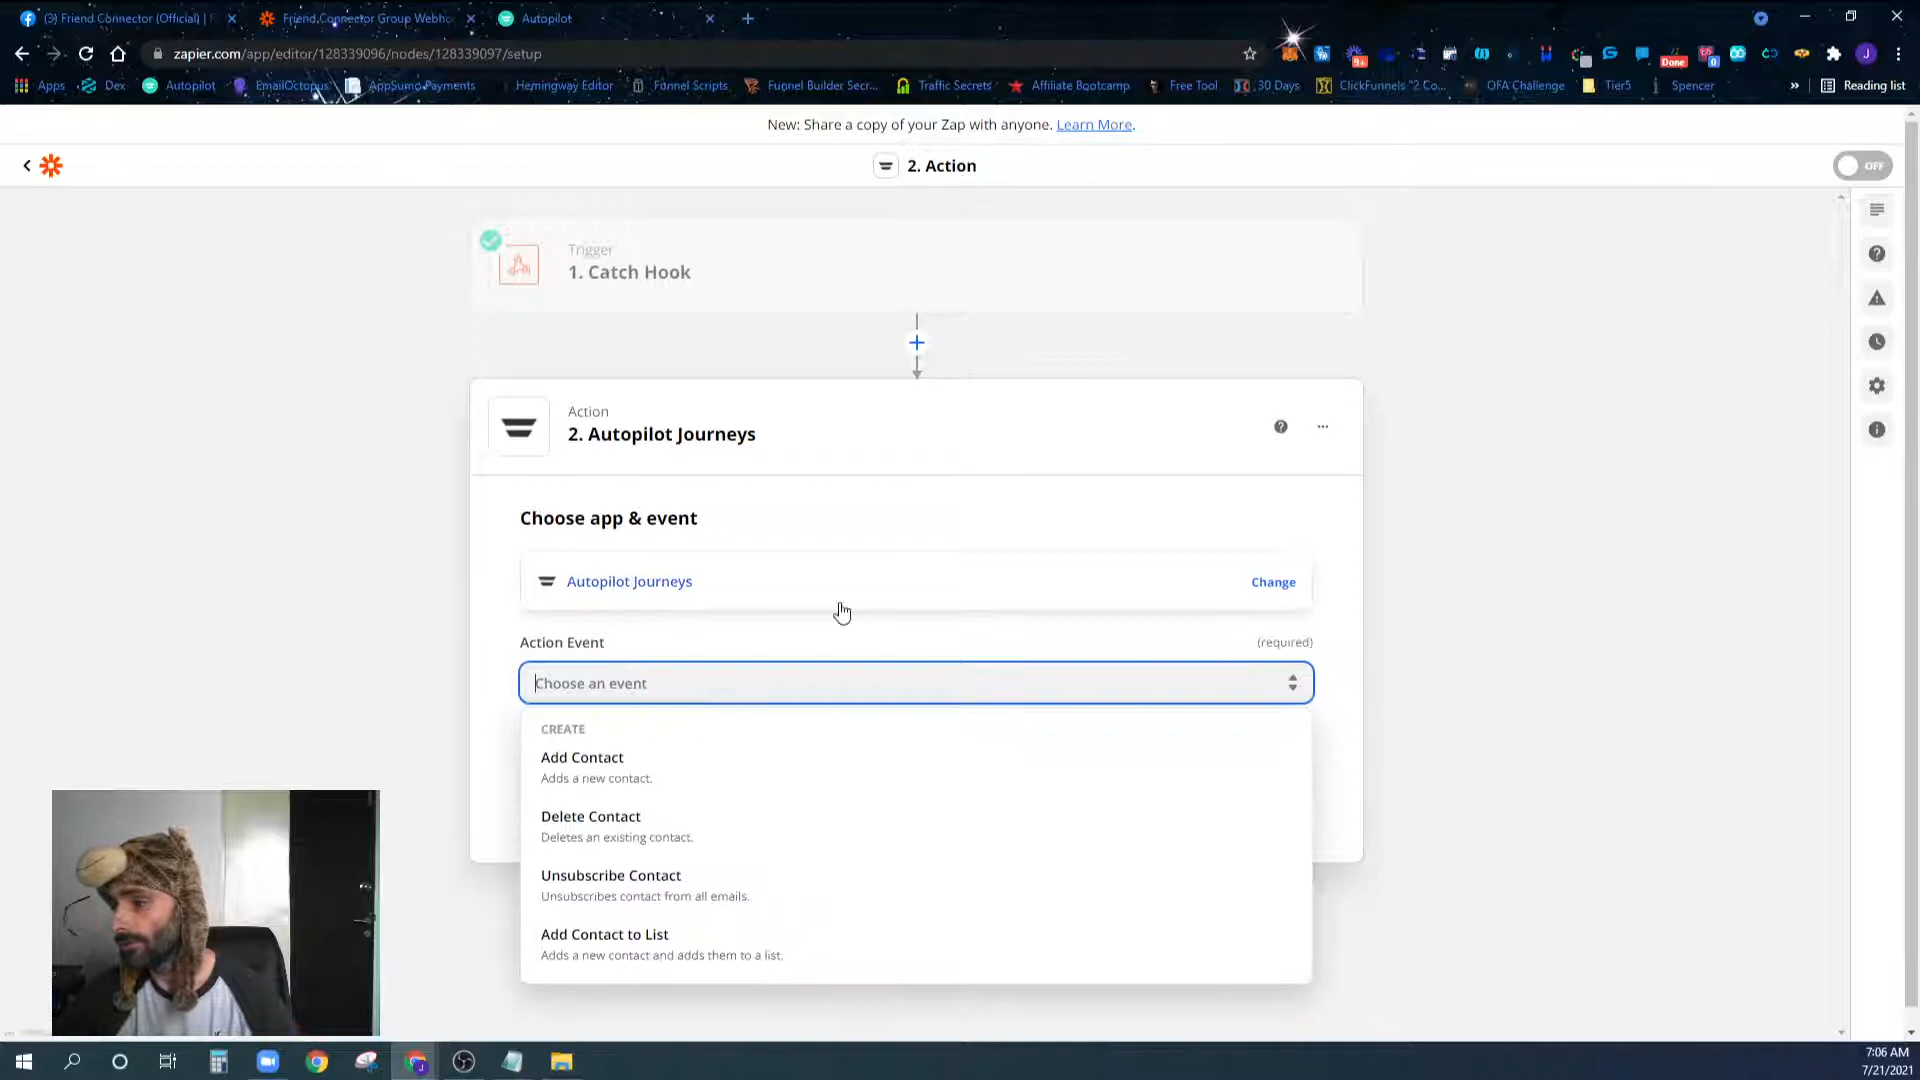 (3) Friend Connector (Official) |
Friend Connector Group Webho
Autopilot
zapier.com/app/editor/128339096/nodes/128339097/setup
9+
Done
0
J
Apps
Dex
Autopilot
EmailOctopus
AppSumo Payments
Hemingway Editor
Funnel Scripts
Fugnel Builder Secr...
Traffic Secrets
Affiliate Bootcamp
Free Tool
30 Days
ClickFunnels "2 Co...
OFA Challenge
Tier5
Spencer
»
Reading list
New: Share a copy of your Zap with anyone. Learn More.
2. Action
OFF
Trigger
1. Catch Hook
Action
2. Autopilot Journeys
Choose app & event
Autopilot Journeys
Change
Action Event
(required)
Choose an event
CREATE
Add Contact
Adds a new contact.
Delete Contact
Deletes an existing contact.
Unsubscribe Contact
Unsubscribes contact from all emails.
Add Contact to List
Adds a new contact and adds them to a list.
7:06 AM
7/21/2021